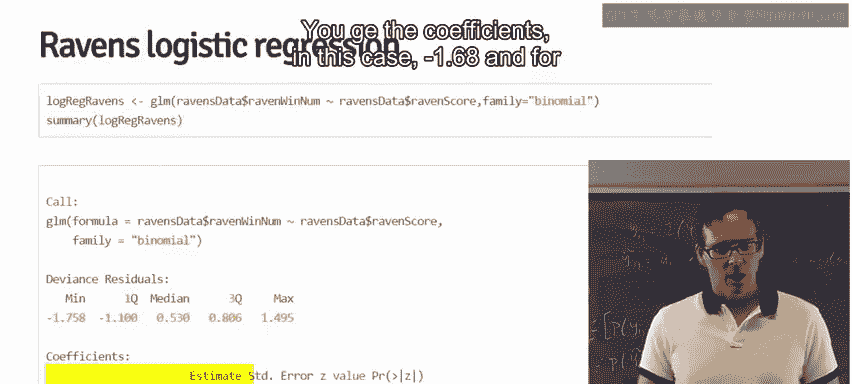 You ge the coefficients,
in this case, -1.68 and for
Ravens logistic regression
logRegRavens <- glm(ravensData$ravenWinNum ~ ravensData$ravenScore,family="binomial")
summary(logRegRavens)
Call:
glm(formula = ravensData$ravenWinNum ~ ravensData$ravenScore,
family = "binomial")
Deviance Residuals:
Min 1Q Median 3Q Max
-1.758 -1.100 0.530 0.806 1.495
Coefficients:
Estimate Std. Error z value Pr(>|z|)